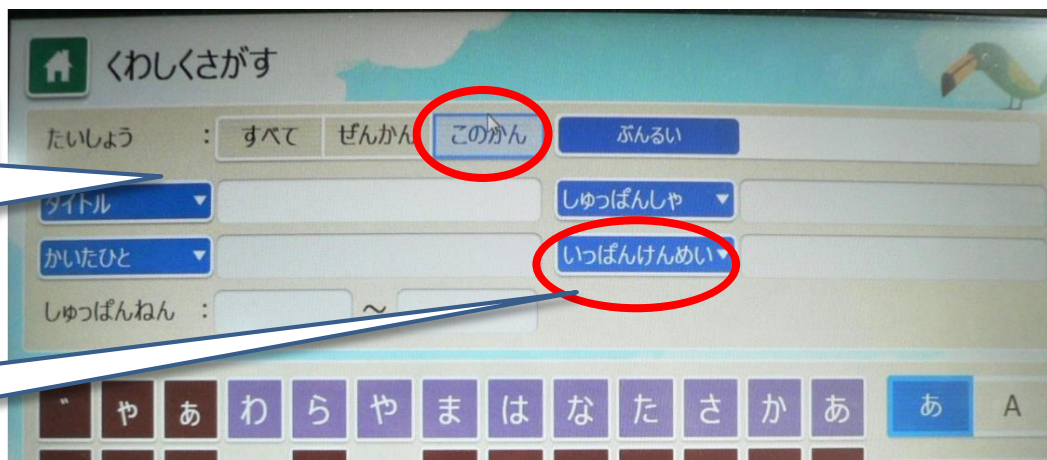 くわしくさがす
たいしょう : すべて ぜんかん このかん ぶんるい
タイトル しゅっぱんしゃ
かいたひと いっぱんけんめい
しゅっぱんねん : ～
゛ ゃ ぁ わ ら や ま は な た さ か あ あ A